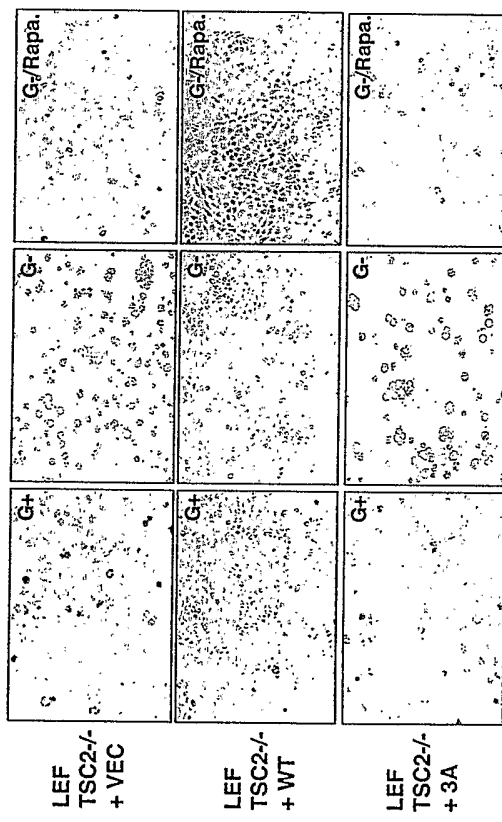 G+
G-
G-/Rapa.
LEF
TSC2-/-
+ VEC
G+
G-
G-/Rapa.
LEF
TSC2-/-
+ WT
G+
G-
G-/Rapa.
LEF
TSC2-/-
+ 3A